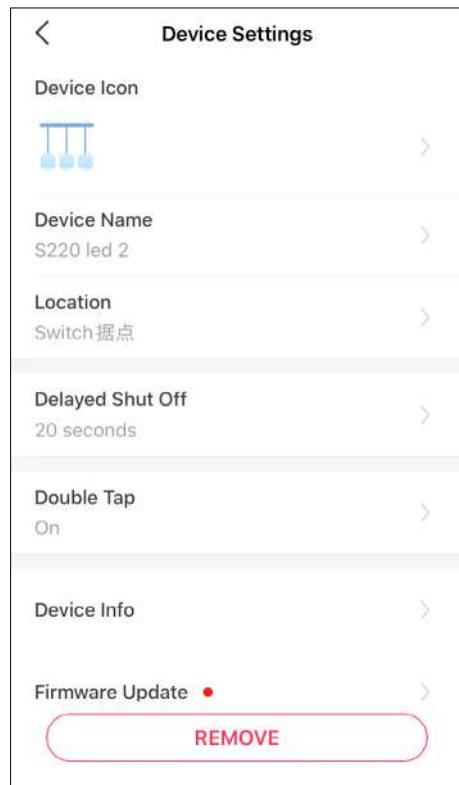 Device Settings
Device Icon
Device Name
S220 led 2
Location
Switch据点
Delayed Shut Off
20 seconds
Double Tap
On
Device Info
Firmware Update
REMOVE